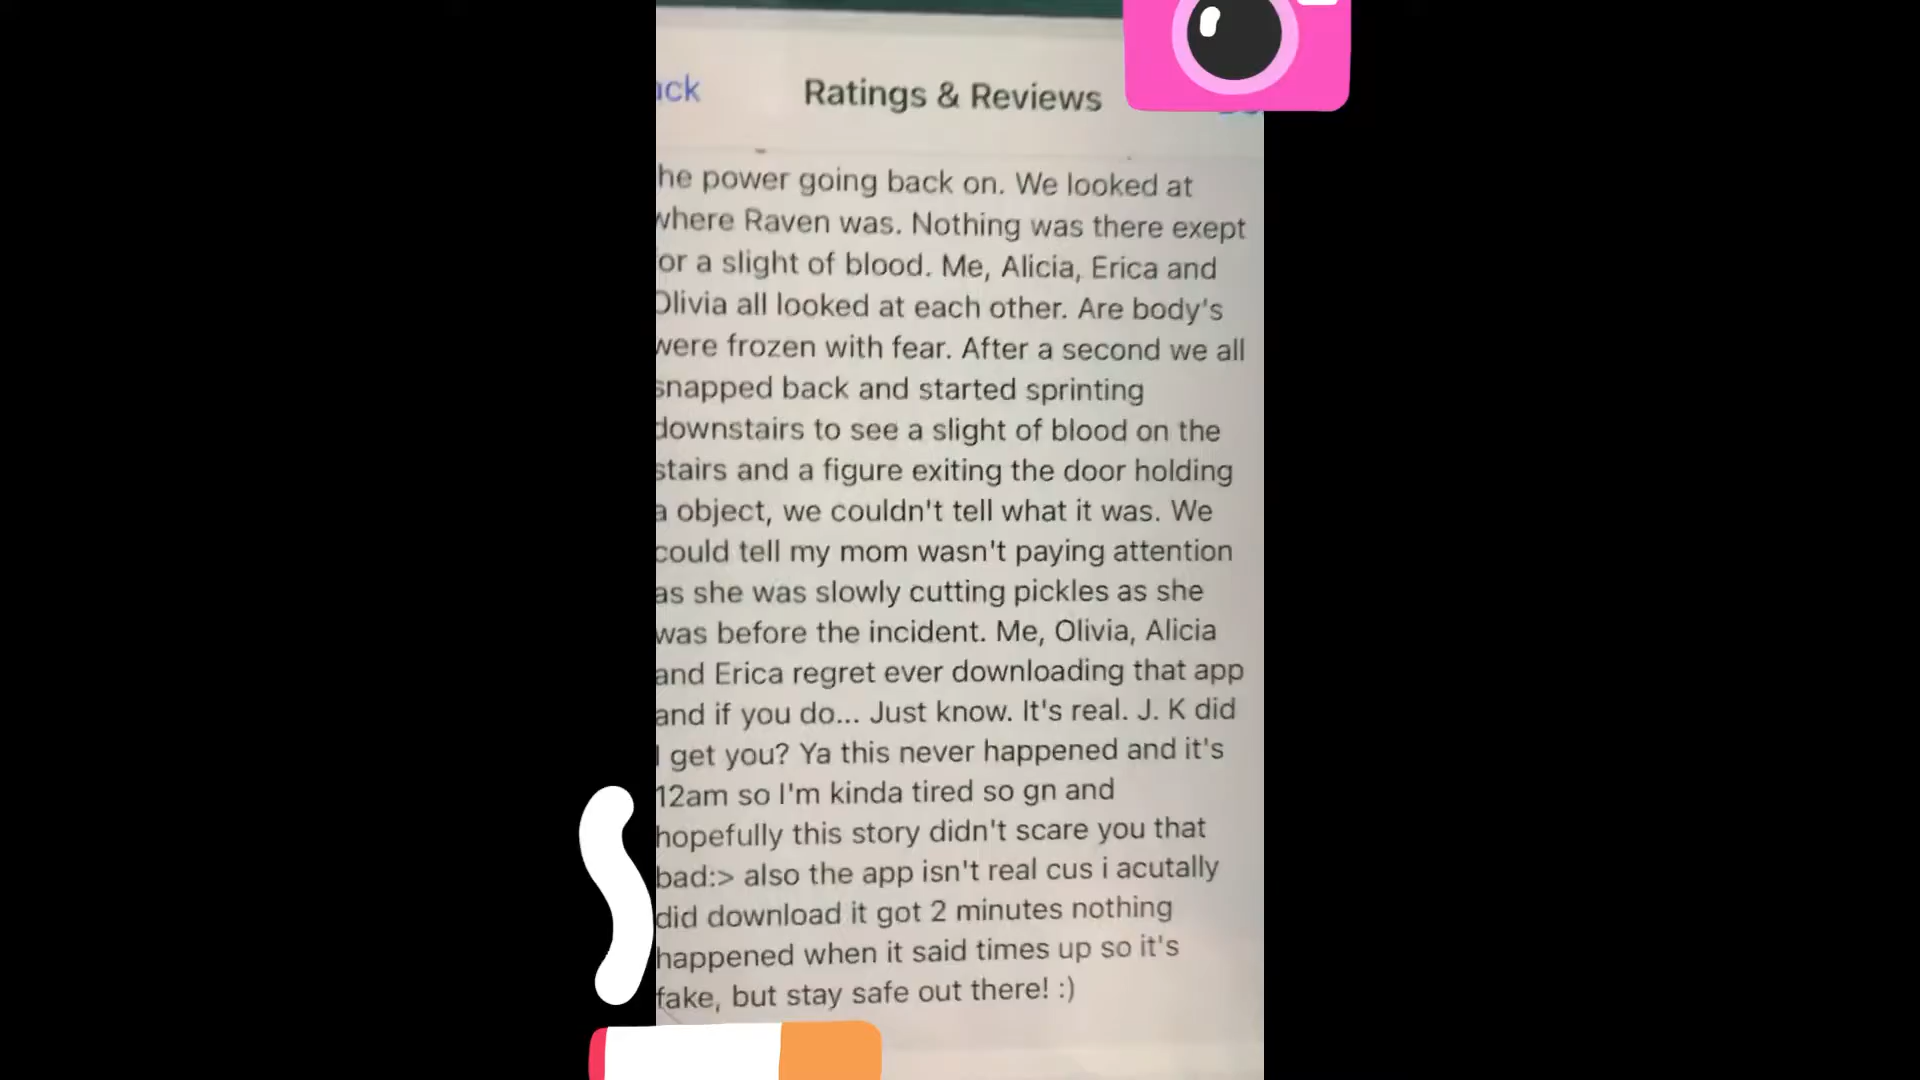 ack
Ratings & Reviews
he power going back on. We looked at
where Raven was. Nothing was there exept
or a slight of blood. Me, Alicia, Erica and
Olivia all looked at each other. Are body's
were frozen with fear. After a second we all
snapped back and started sprinting
downstairs to see a slight of blood on the
stairs and a figure exiting the door holding
a object, we couldn't tell what it was. We
could tell my mom wasn't paying attention
as she was slowly cutting pickles as she
was before the incident. Me, Olivia, Alicia
and Erica regret ever downloading that app
and if you do... Just know. It's real. J. K did
I get you? Ya this never happened and it's
12am so I'm kinda tired so gn and
hopefully this story didn't scare you that
bad:> also the app isn't real cus i acutally
did download it got 2 minutes nothing
happened when it said times up so it's
fake, but stay safe out there! :)